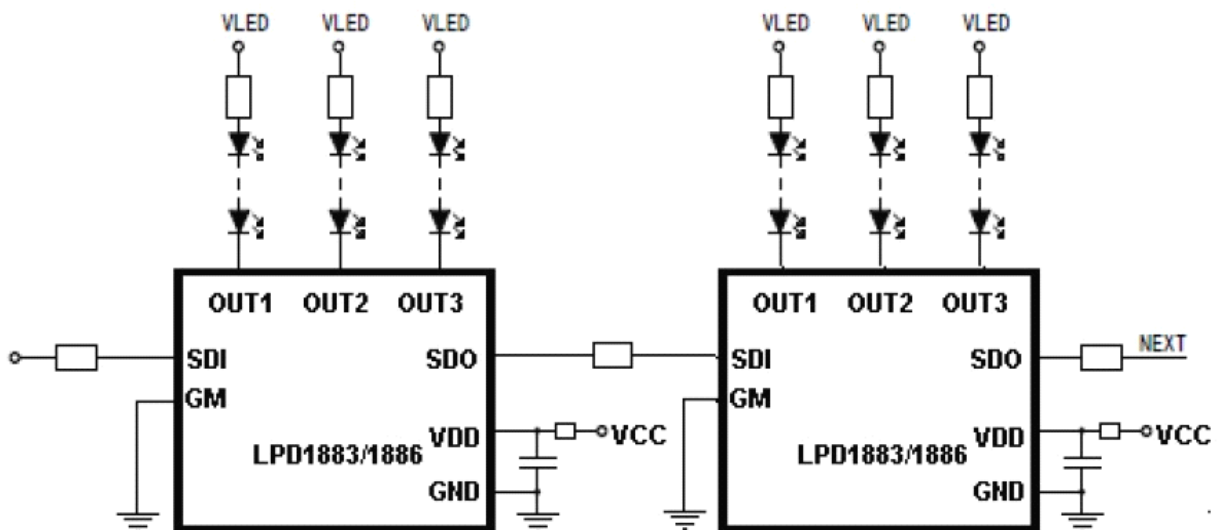 VLED VLED VLED VLED VLED VLED
OUT1 OUT2 OUT3 OUT1 OUT2 OUT3
SDI SDO SDI SDO NEXT
GM GM
VDD VCC VDD VCC
LPD1883/1886 LPD1883/1886
GND GND